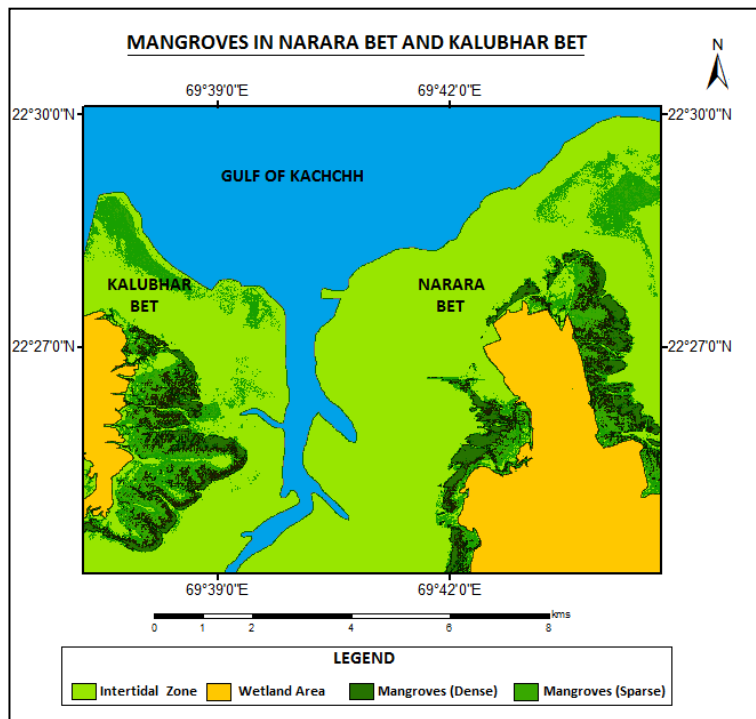 MANGROVES IN NARARA BET AND KALUBHAR BET
N
69°39'0"E 69°42'0"E
22°30'0"N 22°30'0"N
GULF OF KACHCHH
KALUBHAR
BET
NARARA
BET
22°27'0"N 22°27'0"N
69°39'0"E 69°42'0"E
kms
0 1 2 4 6 8
LEGEND
Intertidal Zone Wetland Area Mangroves (Dense) Mangroves (Sparse)